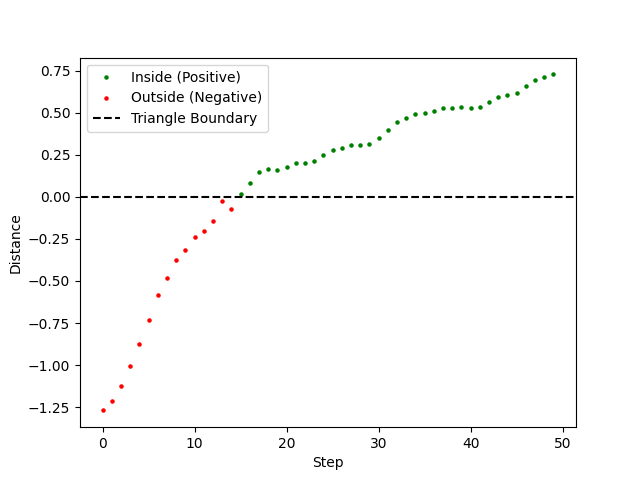 0.75
0.50
0.25
0.00
−0.25
−0.50
−0.75
−1.00
−1.25
Distance
Inside (Positive)
Outside (Negative)
Triangle Boundary
0 10 20 30 40 50
Step